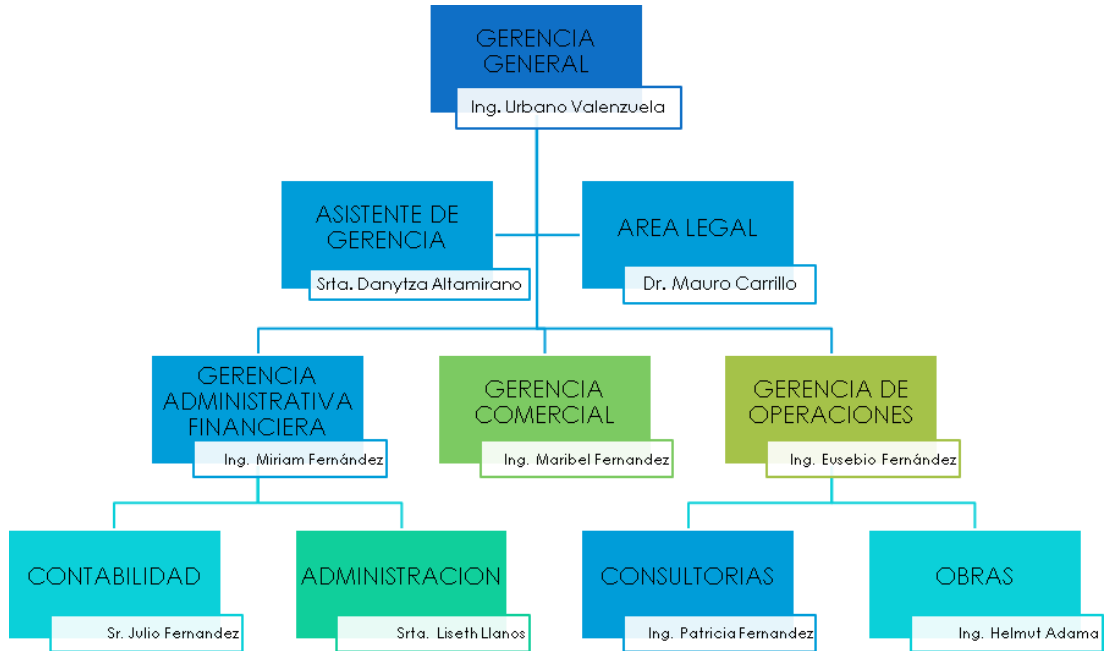 GERENCIA
GENERAL
Ing. Urbano Valenzuela
ASISTENTE DE
GERENCIA
Srta. Danytza Altamirano
AREA LEGAL
Dr. Mauro Carrillo
GERENCIA
ADMINISTRATIVA
FINANCIERA
Ing. Miriam Fernández
GERENCIA
COMERCIAL
Ing. Maribel Fernandez
GERENCIA DE
OPERACIONES
Ing. Eusebio Fernández
CONTABILIDAD
Sr. Julio Fernandez
ADMINISTRACION
Srta. Liseth Llanos
CONSULTORIAS
Ing. Patricia Fernandez
OBRAS
Ing. Helmut Adama